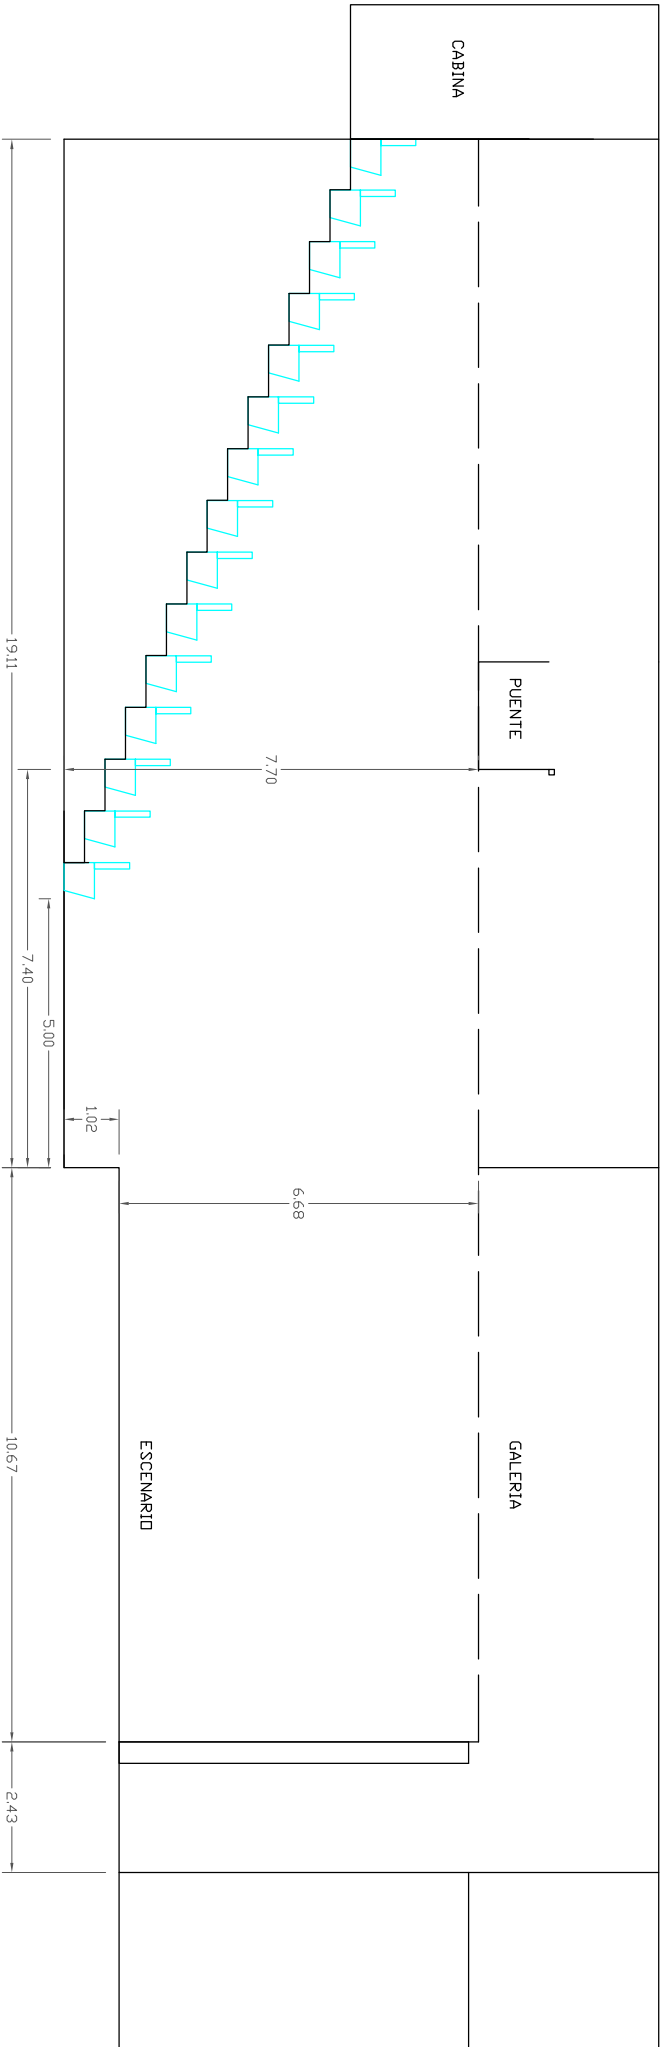 CABINA
PUENTE
GALERIA
ESCENARIO
7.70
6.68
1.02
5.00
7.40
19.11
10.67
2.43